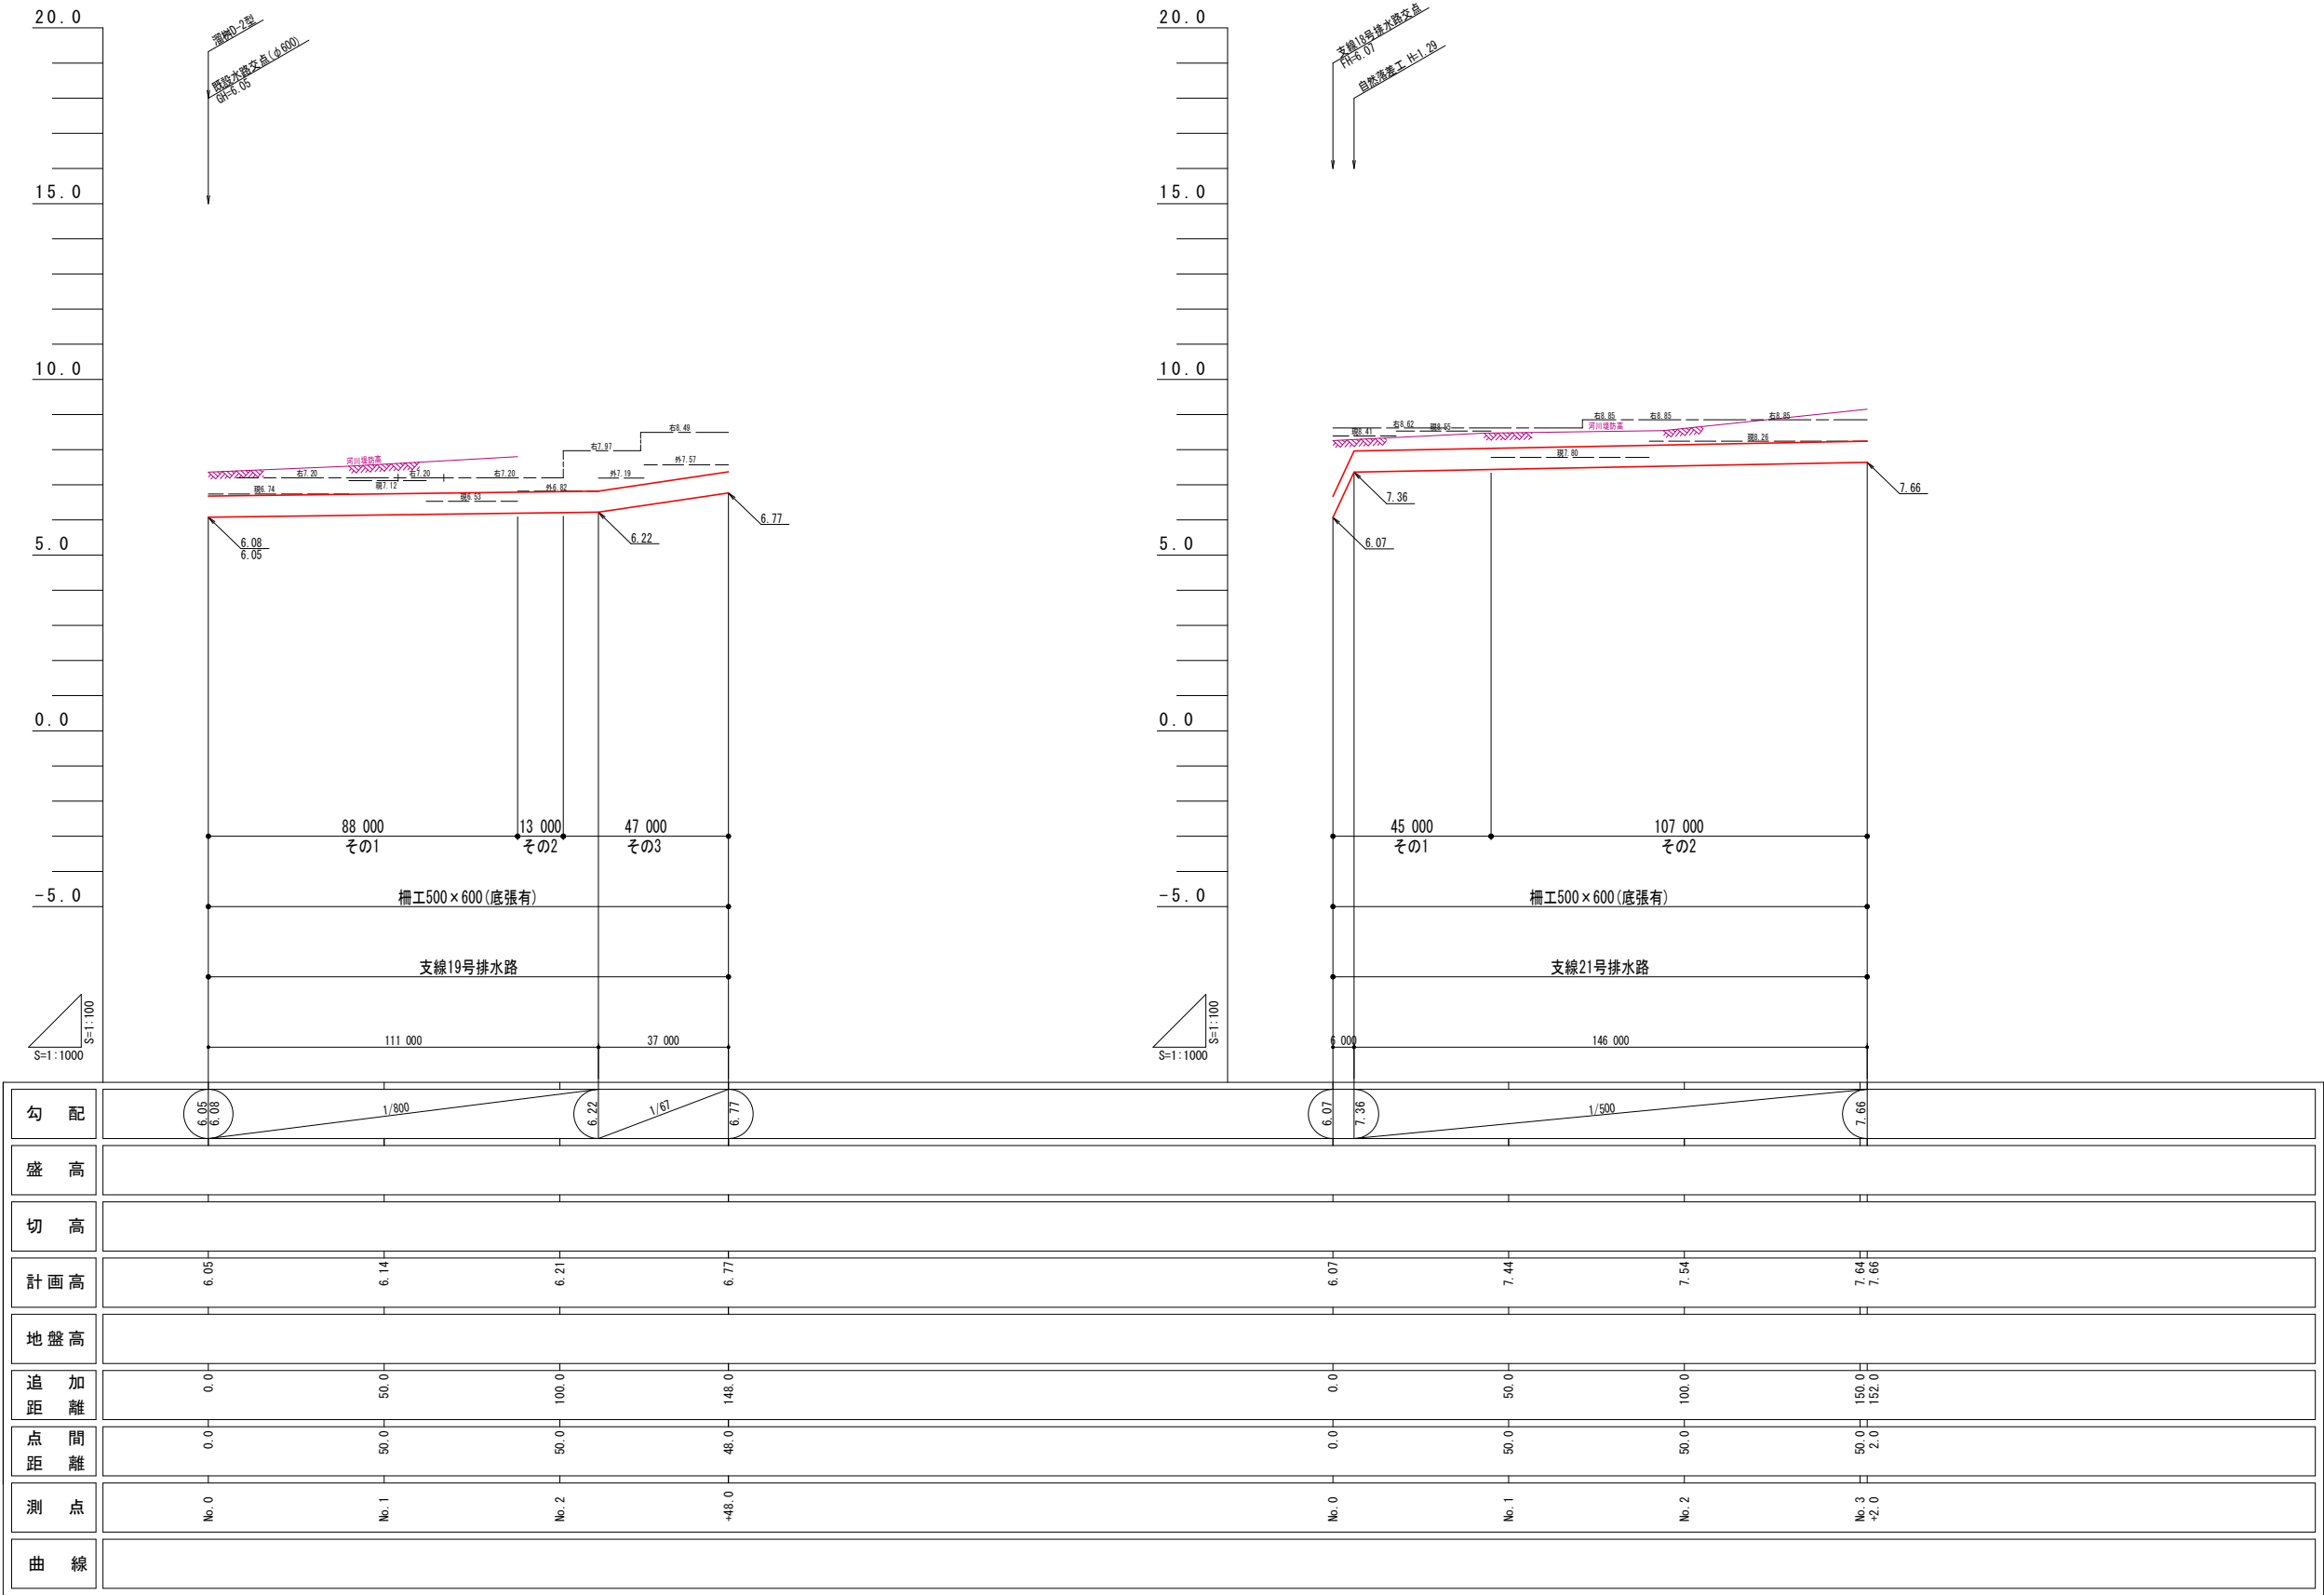 20.0
15.0
10.0
5.0
0.0
-5.0
溜桝D-2型
既設水路交点(φ600)
GH=6.05
河川堤防高
右7.20
右7.20
右7.20
右7.97
右8.49
現6.74
現7.12
現6.53
外6.82
外7.19
外7.57
6.08
6.05
6.22
6.77
88 000
その1
13 000
その2
47 000
その3
柵工500×600(底張有)
支線19号排水路
111 000
37 000
S=1:100
S=1:1000
20.0
15.0
10.0
5.0
0.0
-5.0
支線18号排水路交点
FH=6.07
自然落差工 H=1.29
現8.41
右8.62
現8.55
右8.85
右8.85
右8.85
河川堤防高
現7.80
現8.26
7.36
6.07
7.66
45 000
その1
107 000
その2
柵工500×600(底張有)
支線21号排水路
6 000
146 000
S=1:100
S=1:1000
勾配 6.05 6.08 1/800 6.22 1/67 6.77 6.07 7.36 1/500 7.66
盛高
切高
計画高 6.05 6.14 6.21 6.77 6.07 7.44 7.54 7.64 7.66
地盤高
追加距離 0.0 50.0 100.0 148.0 0.0 50.0 100.0 150.0 152.0
点間距離 0.0 50.0 50.0 48.0 0.0 50.0 50.0 50.0 2.0
測点 No.0 No.1 No.2 +48.0 No.0 No.1 No.2 No.3 +2.0
曲線